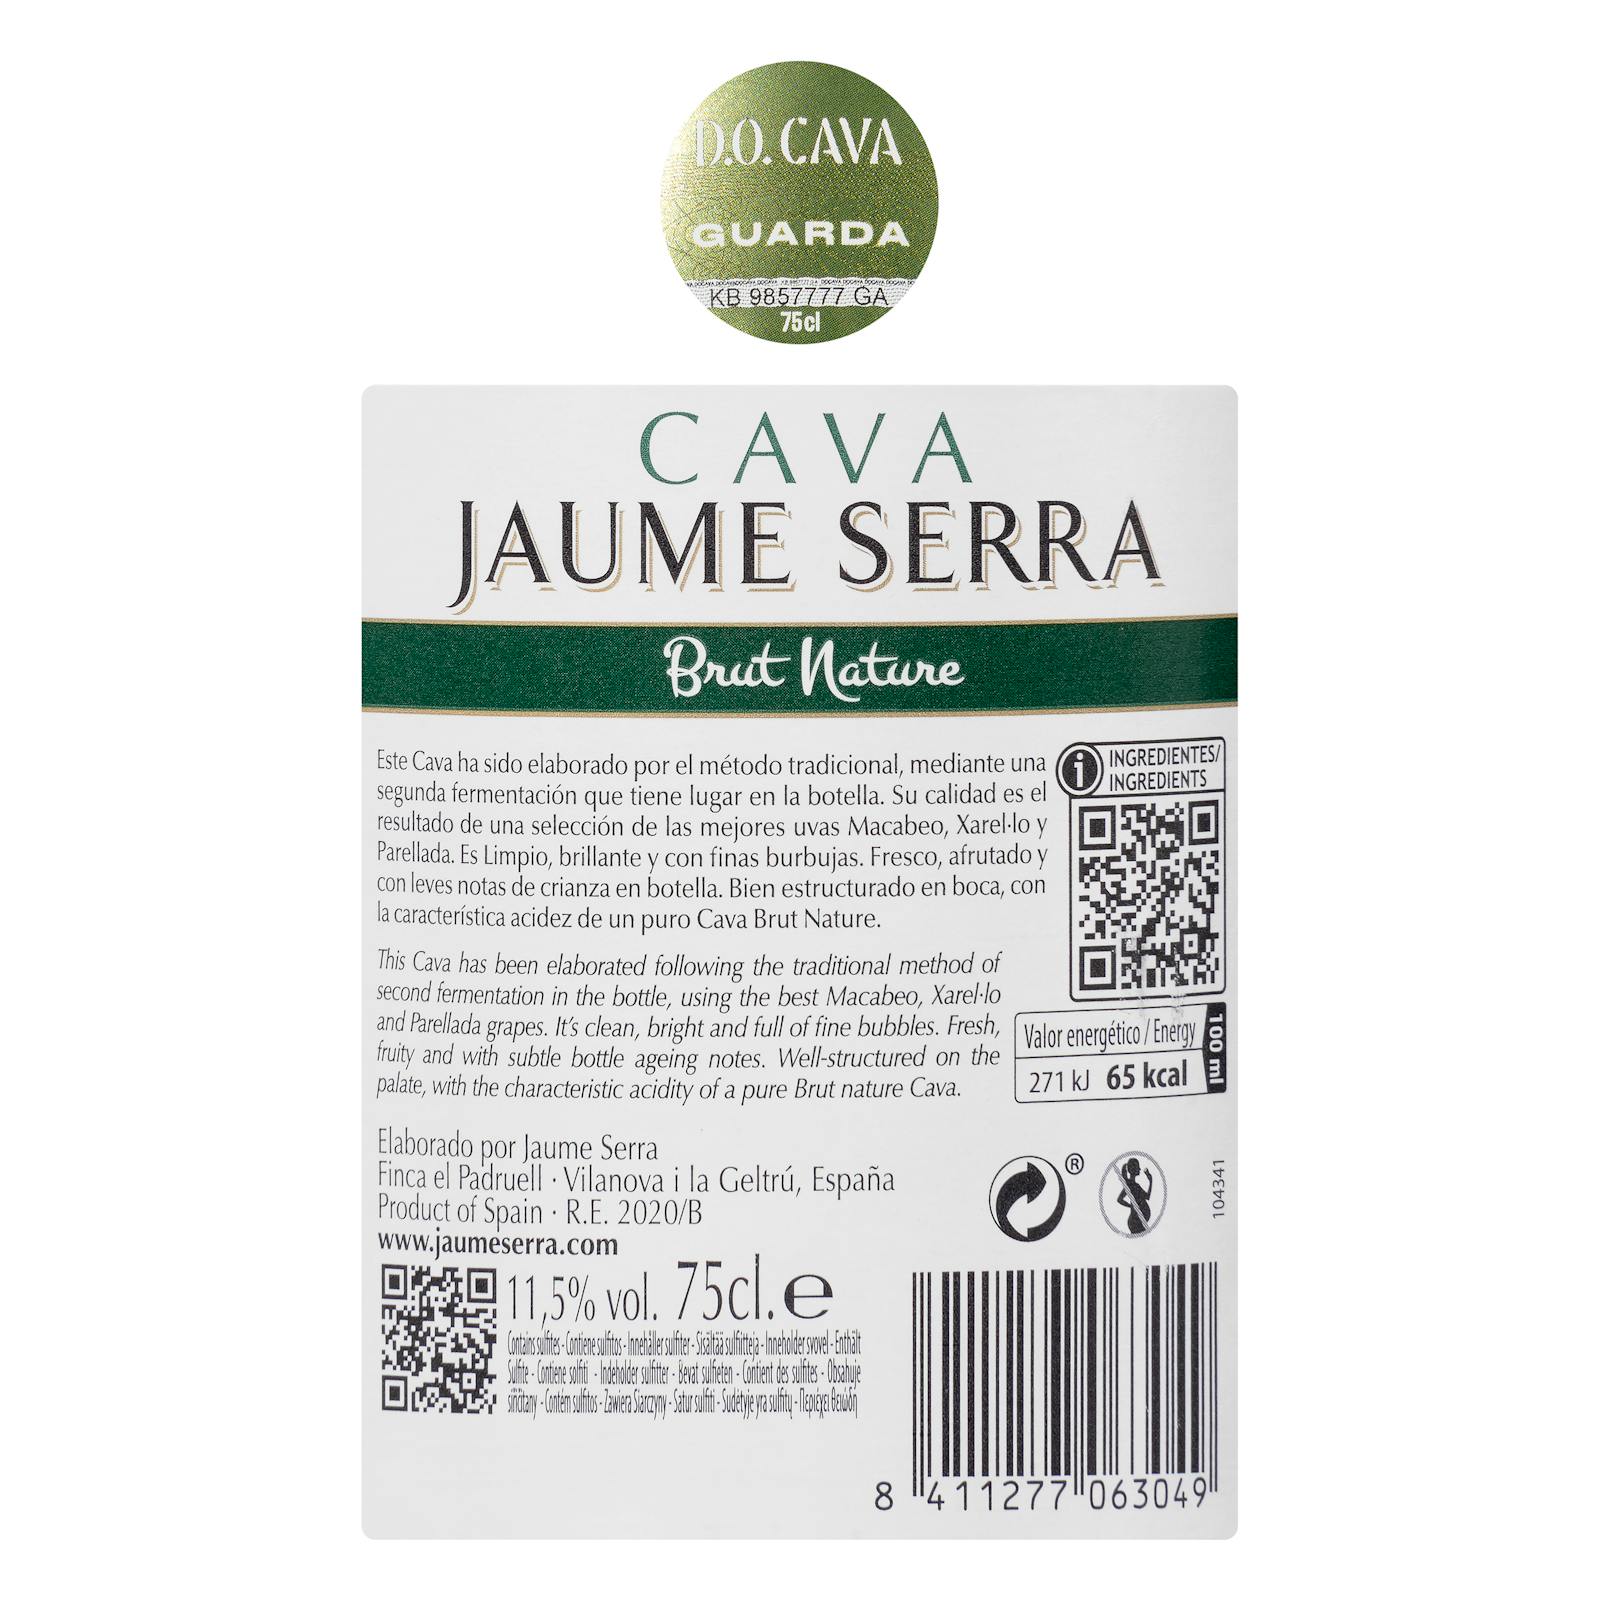 D.O. CAVA
GUARDA
KB 9857777 GA
75cl
CAVA
JAUME SERRA
Brut Nature
Este Cava ha sido elaborado por el método tradicional, mediante una
segunda fermentación que tiene lugar en la botella. Su calidad es el
resultado de una selección de las mejores uvas Macabeo, Xarel·lo y
Parellada. Es Limpio, brillante y con finas burbujas. Fresco, afrutado y
con leves notas de crianza en botella. Bien estructurado en boca, con
la característica acidez de un puro Cava Brut Nature.
INGREDIENTES/
INGREDIENTS
This Cava has been elaborated following the traditional method of
second fermentation in the bottle, using the best Macabeo, Xarel·lo
and Parellada grapes. It's clean, bright and full of fine bubbles. Fresh,
fruity and with subtle bottle ageing notes. Well-structured on the
palate, with the characteristic acidity of a pure Brut nature Cava.
Valor energético / Energy
271 kJ 65 kcal
100 ml
Elaborado por Jaume Serra
Finca el Padruell · Vilanova i la Geltrú, España
Product of Spain · R.E. 2020/B
www.jaumeserra.com
®
104341
11,5% vol. 75cl. e
Contains sulfites - Contiene sulfitos - Innehåller sulfiter - Sisältää sulfiitteja - Inneholder svovel - Enthält
Sulfite - Contiene solfiti - Indeholder sulfitter - Bevat sulfieten - Contient des sulfites - Obsahuje
siřičitany - Contém sulfitos - Zawiera Siarczyny - Satur sulfīti - Sudėtyje yra sulfitų - Περιέχει θειώδη
8 411277 063049